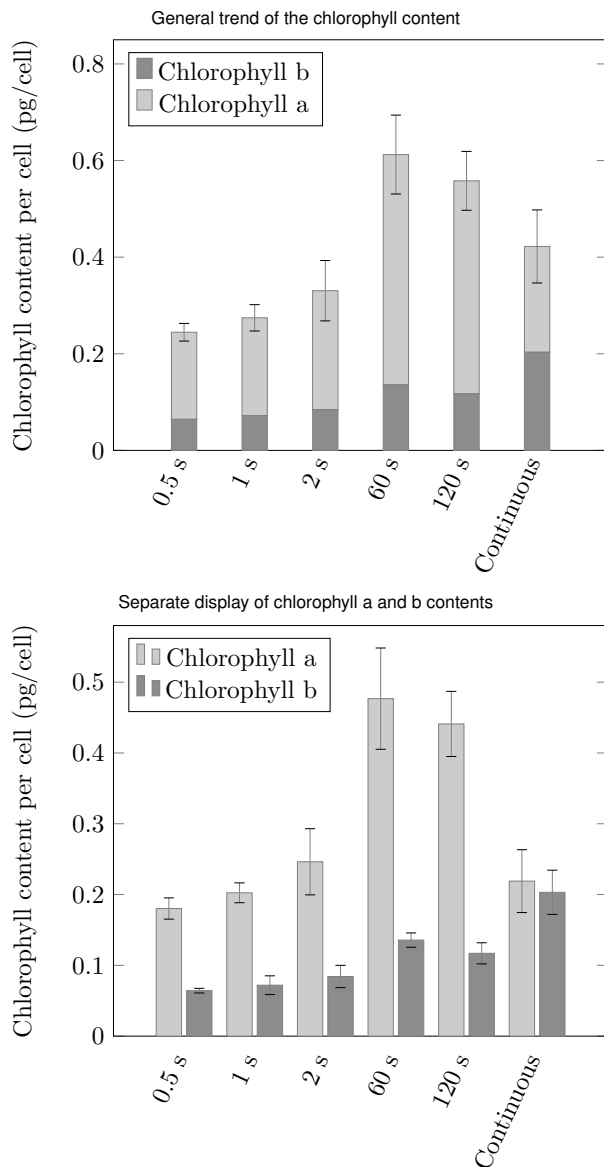 General trend of the chlorophyll content
Chlorophyll content per cell (pg/cell)
0.8
0.6
0.4
0.2
0
Chlorophyll b
Chlorophyll a
0.5 s
1 s
2 s
60 s
120 s
Continuous
Separate display of chlorophyll a and b contents
Chlorophyll content per cell (pg/cell)
0.5
0.4
0.3
0.2
0.1
0
Chlorophyll a
Chlorophyll b
0.5 s
1 s
2 s
60 s
120 s
Continuous